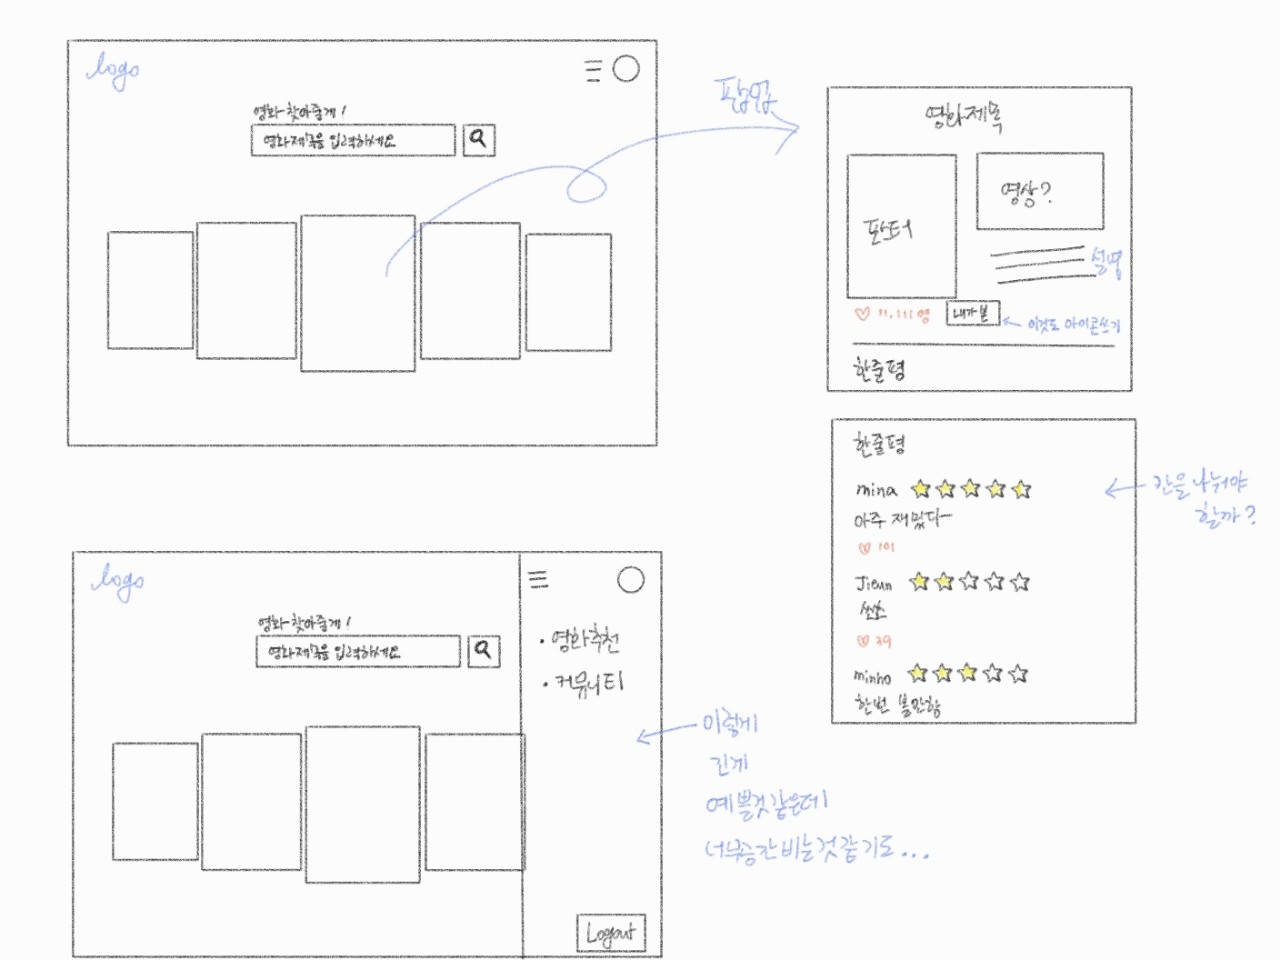 logo
영화 찾아줄게!
영화제목을 입력하세요
팝업
영화제목
포스터
영상?
설명
♡ 11,111명
내가 본
이것도 아이콘쓰기
한줄평
한줄평
mina ★★★★★
아주 재밌다~
♡ 101
Jieun ★★☆☆☆
쏘쏘
♡ 39
minho ★★★☆☆
한번 볼만함
칸을 나눠야
할까?
logo
영화 찾아줄게!
영화제목을 입력하세요
• 영화추천
• 커뮤니티
Logout
이렇게
긴게
예쁠것같은데
너무공간비는것같기도...